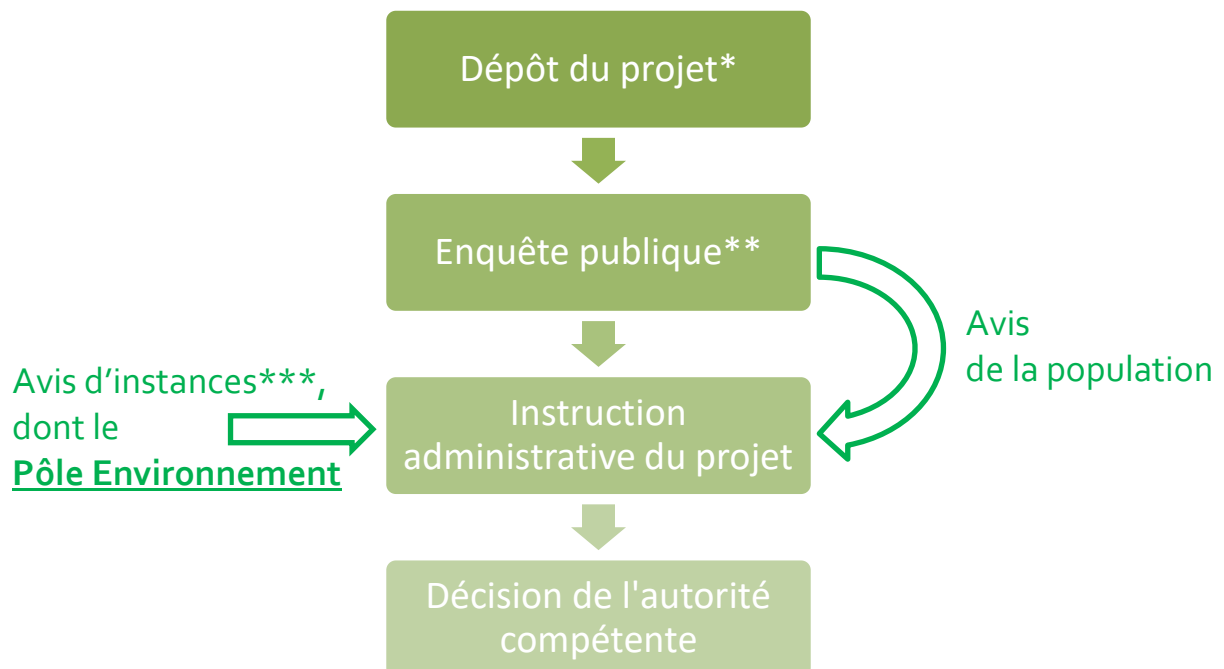 Dépôt du projet*
Enquête publique**
Avis
de la population
Avis d’instances***,
dont le
Pôle Environnement
Instruction
administrative du projet
Décision de l'autorité
compétente